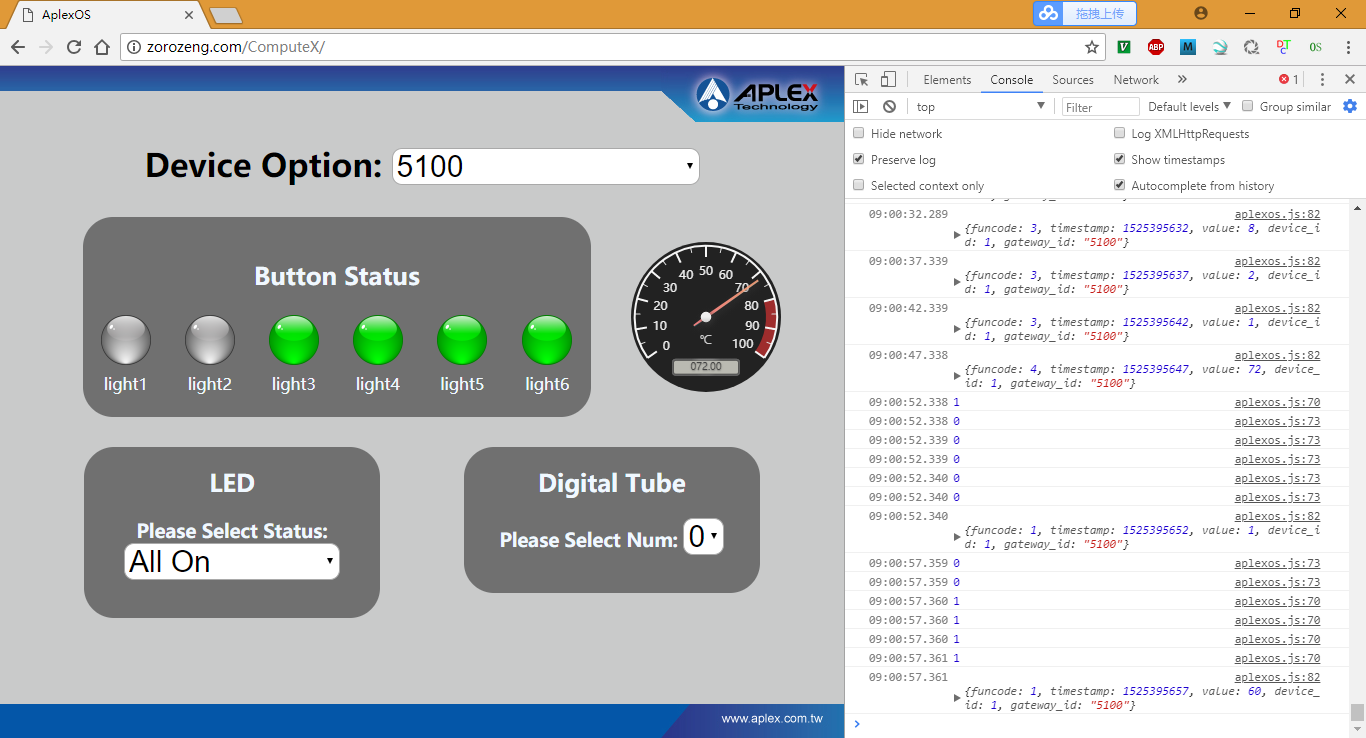 AplexOS
拖拽上传
zorozeng.com/ComputeX/
V
ABP
M
DTC
OS
APLEX
Technology
Device Option: 5100
Button Status
light1 light2 light3 light4 light5 light6
0 10 20 30 40 50 60 70 80 90 100
℃
072.00
LED
Please Select Status:
All On
Digital Tube
Please Select Num: 0
www.aplex.com.tw
Elements Console Sources Network » 1
top Filter Default levels Group similar
Hide network Log XMLHttpRequests
Preserve log Show timestamps
Selected context only Autocomplete from history
09:00:32.289 aplexos.js:82
{funcode: 3, timestamp: 1525395632, value: 8, device_i
d: 1, gateway_id: "5100"}
09:00:37.339 aplexos.js:82
{funcode: 3, timestamp: 1525395637, value: 2, device_i
d: 1, gateway_id: "5100"}
09:00:42.339 aplexos.js:82
{funcode: 3, timestamp: 1525395642, value: 1, device_i
d: 1, gateway_id: "5100"}
09:00:47.338 aplexos.js:82
{funcode: 4, timestamp: 1525395647, value: 72, device_
id: 1, gateway_id: "5100"}
09:00:52.338 1 aplexos.js:70
09:00:52.338 0 aplexos.js:73
09:00:52.339 0 aplexos.js:73
09:00:52.339 0 aplexos.js:73
09:00:52.340 0 aplexos.js:73
09:00:52.340 0 aplexos.js:73
09:00:52.340 aplexos.js:82
{funcode: 1, timestamp: 1525395652, value: 1, device_i
d: 1, gateway_id: "5100"}
09:00:57.359 0 aplexos.js:73
09:00:57.359 0 aplexos.js:73
09:00:57.360 1 aplexos.js:70
09:00:57.360 1 aplexos.js:70
09:00:57.360 1 aplexos.js:70
09:00:57.361 1 aplexos.js:70
09:00:57.361 aplexos.js:82
{funcode: 1, timestamp: 1525395657, value: 60, device_
id: 1, gateway_id: "5100"}